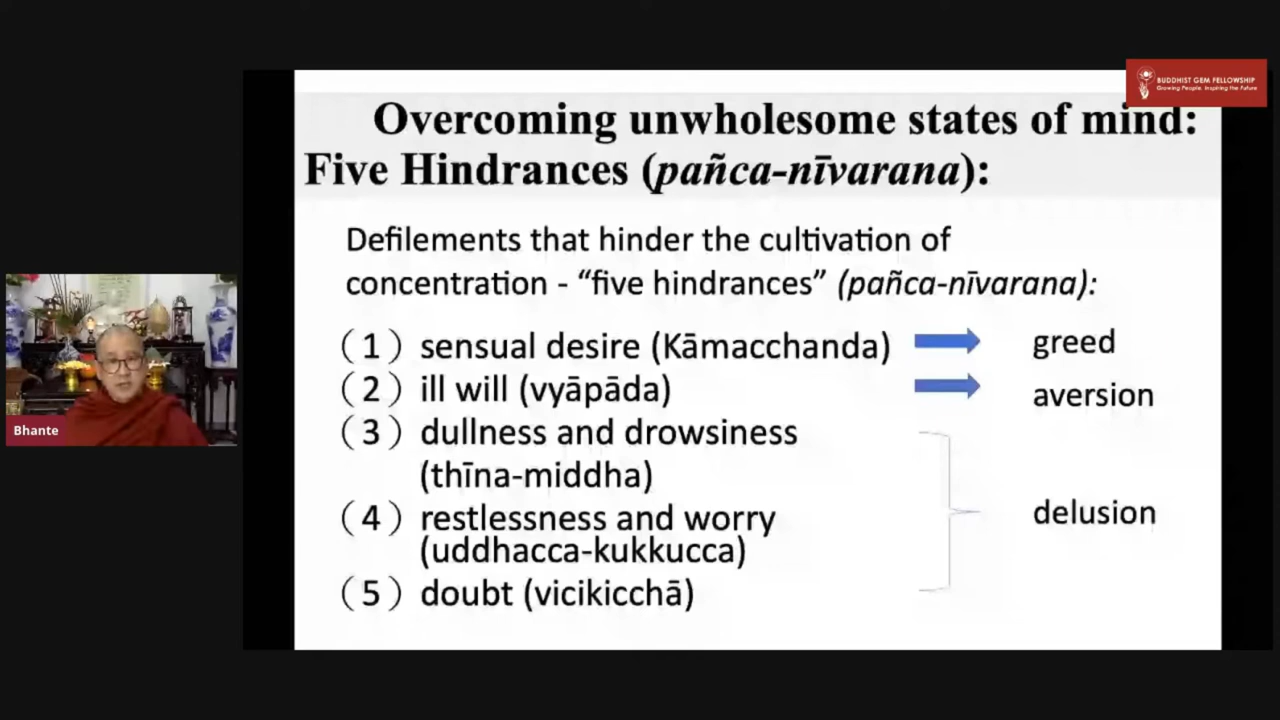 BUDDHIST GEM FELLOWSHIP
Growing People. Inspiring the Future
Overcoming unwholesome states of mind:
Five Hindrances (pañca-nīvarana):
Defilements that hinder the cultivation of
concentration - “five hindrances” (pañca-nīvarana):
（1）sensual desire (Kāmacchanda)
greed
（2）ill will (vyāpāda)
aversion
（3）dullness and drowsiness
(thīna-middha)
（4）restlessness and worry
(uddhacca-kukkucca)
delusion
（5）doubt (vicikicchā)
Bhante